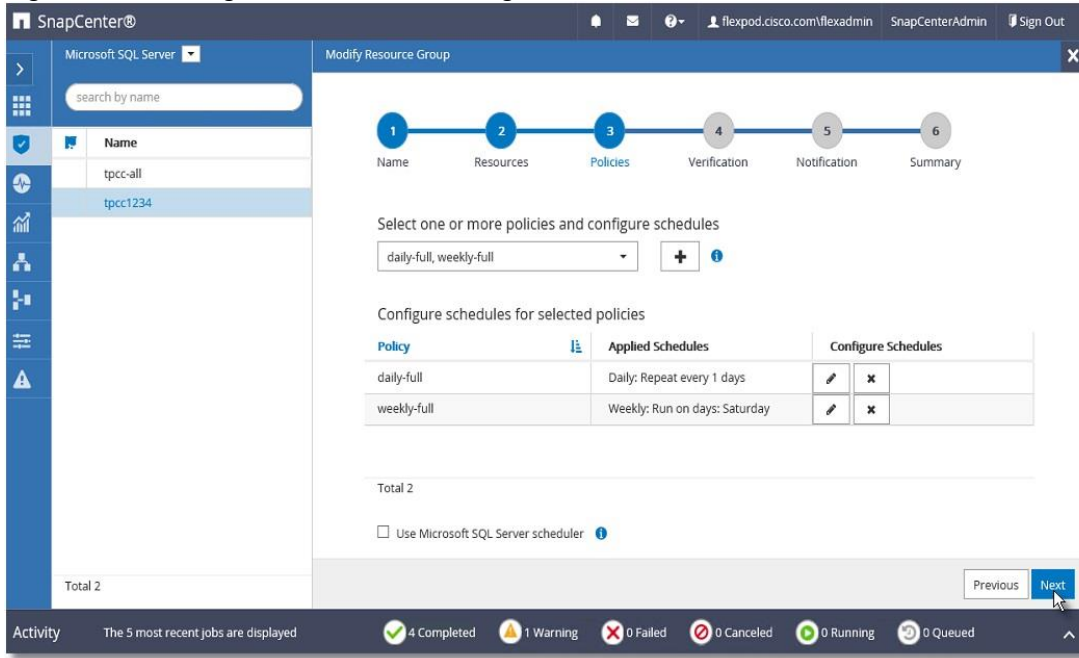 SnapCenter®
flexpod.cisco.com\flexadmin SnapCenterAdmin Sign Out
Microsoft SQL Server
Modify Resource Group
search by name
Name
tpcc-all
tpcc1234
1 2 3 4 5 6
Name Resources Policies Verification Notification Summary
Select one or more policies and configure schedules
daily-full, weekly-full
Configure schedules for selected policies
Policy Applied Schedules Configure Schedules
daily-full Daily: Repeat every 1 days
weekly-full Weekly: Run on days: Saturday
Total 2
Use Microsoft SQL Server scheduler
Total 2
Previous Next
Activity The 5 most recent jobs are displayed 4 Completed 1 Warning 0 Failed 0 Canceled 0 Running 0 Queued